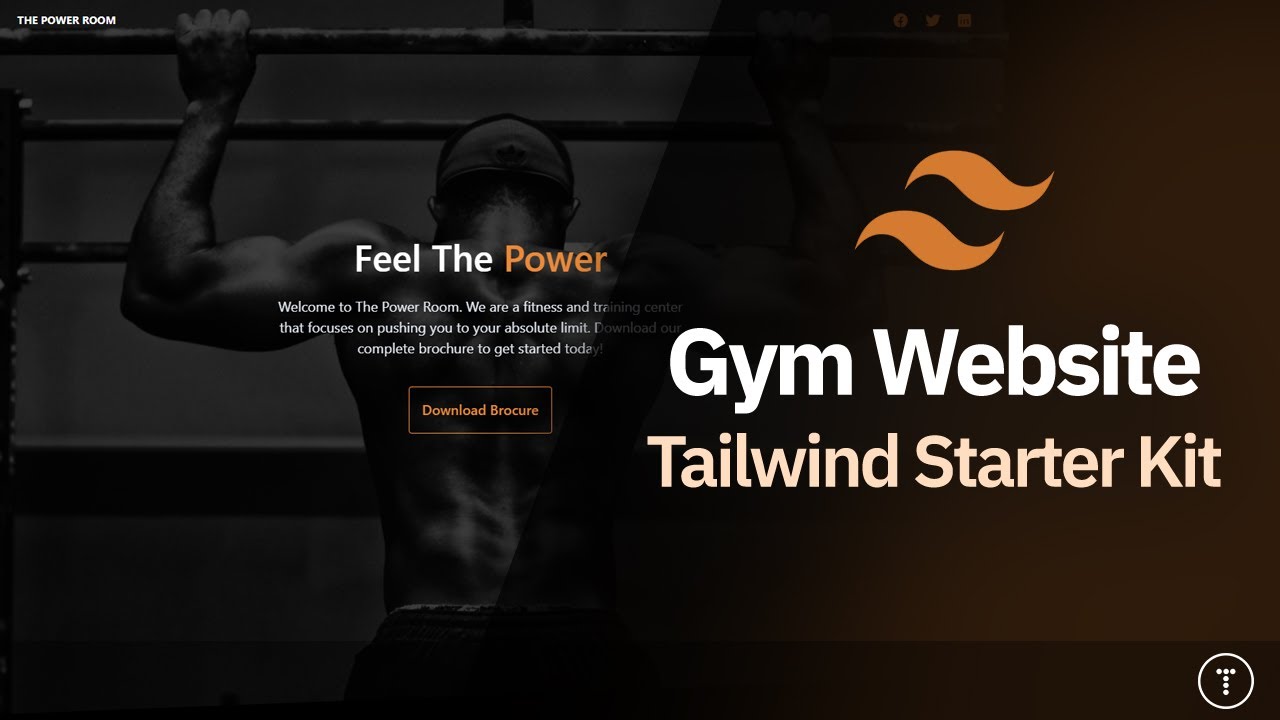 THE POWER ROOM
Feel The Power
Welcome to The Power Room. We are a fitness and training center
that focuses on pushing you to your absolute limit. Download our
complete brochure to get started today!
Download Brocure
Gym Website
Tailwind Starter Kit